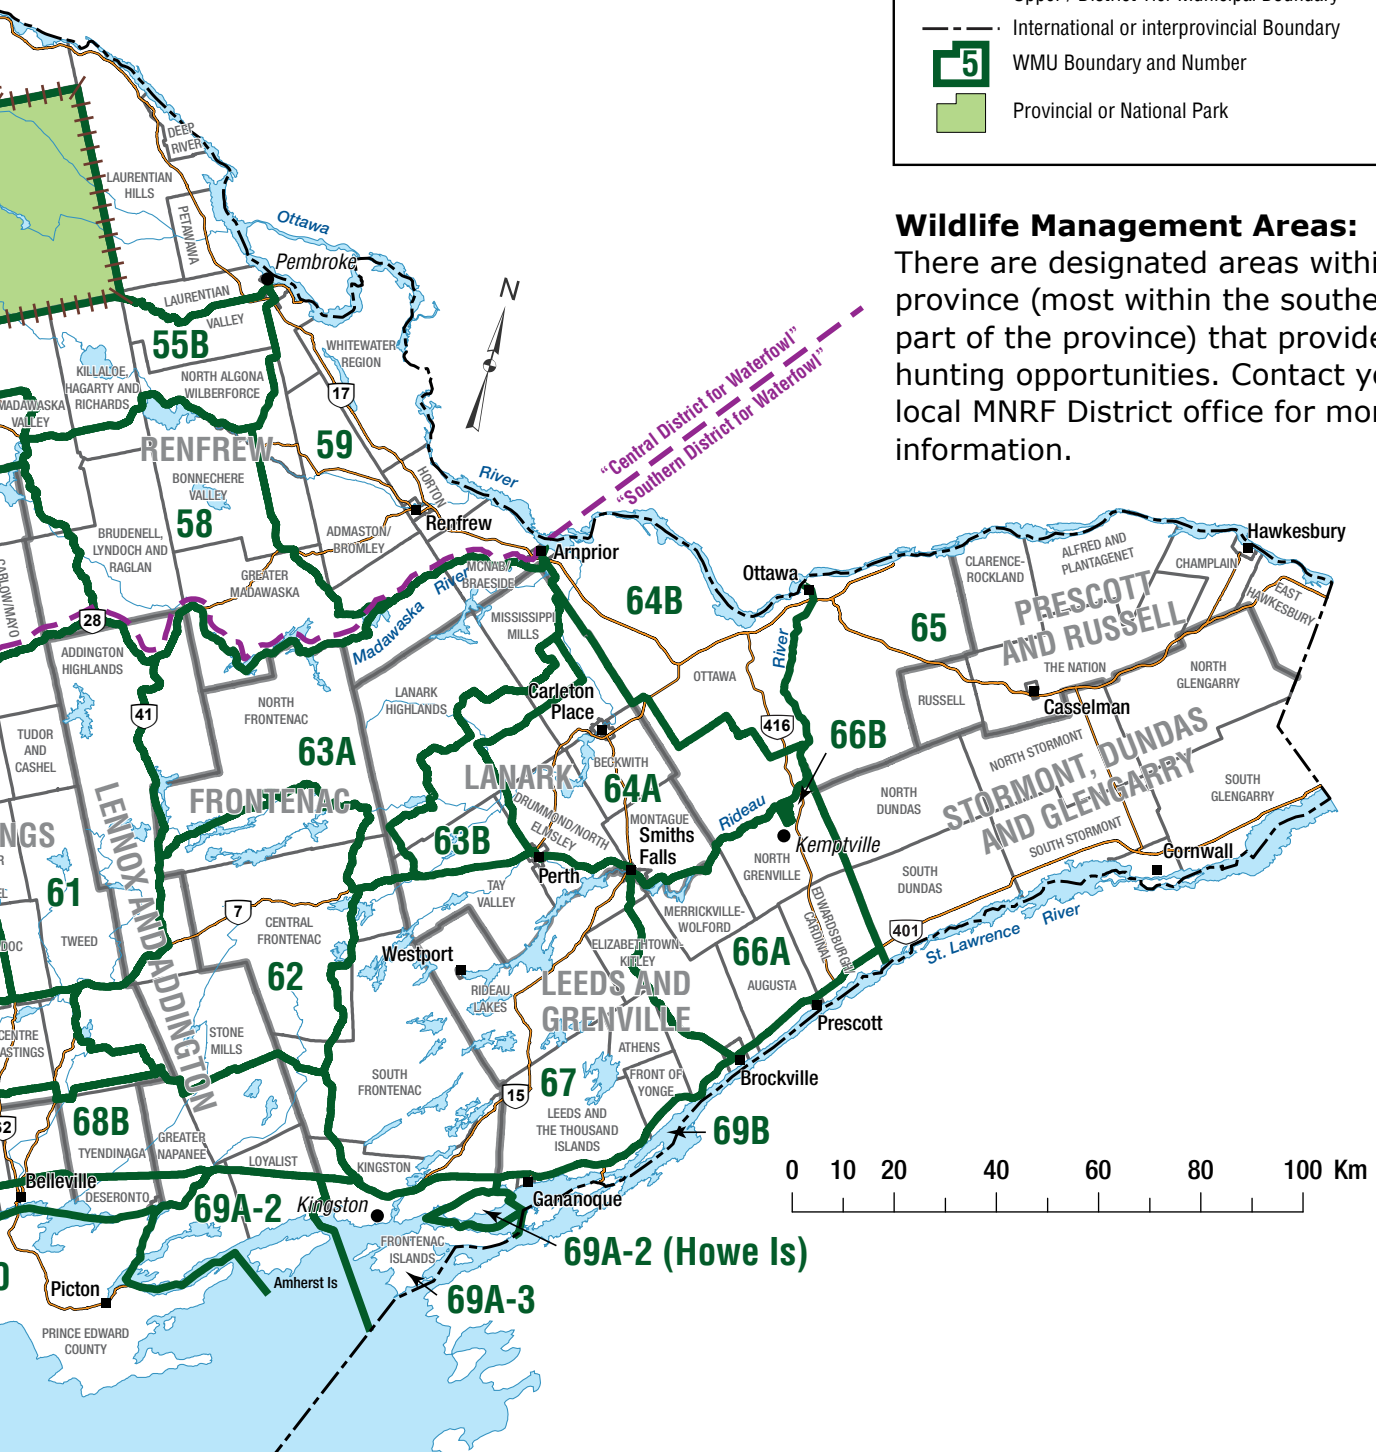 International or interprovincial Boundary
5
WMU Boundary and Number
Provincial or National Park
Wildlife Management Areas:
There are designated areas
province (most within the
part of the province) that
hunting opportunities. Contact
local MNRF District office for
information.
DEEP
RIVER
LAURENTIAN
HILLS
PETAWAWA
Ottawa
Pembroke
LAURENTIAN
VALLEY
55B
N
WHITEWATER
REGION
KILLALOE,
HAGARTY AND
RICHARDS
NORTH ALGONA
WILBERFORCE
17
MADAWASKA
VALLEY
"Central District for Waterfowl"
"Southern District for Waterfowl"
RENFREW
59
BONNECHERE
VALLEY
HORTON
River
58
Renfrew
BRUDENELL,
LYNDOCH AND
RAGLAN
ADMASTON/
BROMLEY
Arnprior
Hawkesbury
CARLOW/MAYO
GREATER
MADAWASKA
MCNAB/
BRAESIDE
Madawaska River
Ottawa
CLARENCE-
ROCKLAND
ALFRED AND
PLANTAGENET
CHAMPLAIN
EAST
HAWKESBURY
28
MISSISSIPPI
MILLS
64B
65
PRESCOTT
AND RUSSELL
ADDINGTON
HIGHLANDS
River
OTTAWA
THE NATION
NORTH
GLENGARRY
NORTH
FRONTENAC
LANARK
HIGHLANDS
Carleton
Place
RUSSELL
Casselman
41
416
66B
TUDOR
AND
CASHEL
63A
NORTH STORMONT
STORMONT, DUNDAS
AND GLENGARRY
LANARK
BECKWITH
64A
SOUTH
GLENGARRY
NORTH
DUNDAS
FRONTENAC
DRUMMOND/NORTH
ELMSLEY
MONTAGUE
Rideau
LENNOX AND ADDINGTON
63B
Smiths
Falls
Kemptville
SOUTH STORMONT
Cornwall
Perth
NORTH
GRENVILLE
SOUTH
DUNDAS
61
TAY
VALLEY
EDWARDSBURGH/
CARDINAL
7
MERRICKVILLE-
WOLFORD
401
St. Lawrence River
CENTRAL
FRONTENAC
TWEED
Westport
ELIZABETHTOWN-
KITLEY
66A
62
RIDEAU
LAKES
LEEDS AND
GRENVILLE
AUGUSTA
Prescott
STONE
MILLS
CENTRE
ATHENS
SOUTH
FRONTENAC
67
FRONT OF
YONGE
Brockville
15
LEEDS AND
THE THOUSAND
ISLANDS
68B
69B
TYENDINAGA
GREATER
NAPANEE
LOYALIST
KINGSTON
0 10 20 40 60 80 100 Km
Belleville
DESERONTO
69A-2
Kingston
Gananoque
FRONTENAC
ISLANDS
69A-2 (Howe Is)
Amherst Is
Picton
69A-3
PRINCE EDWARD
COUNTY